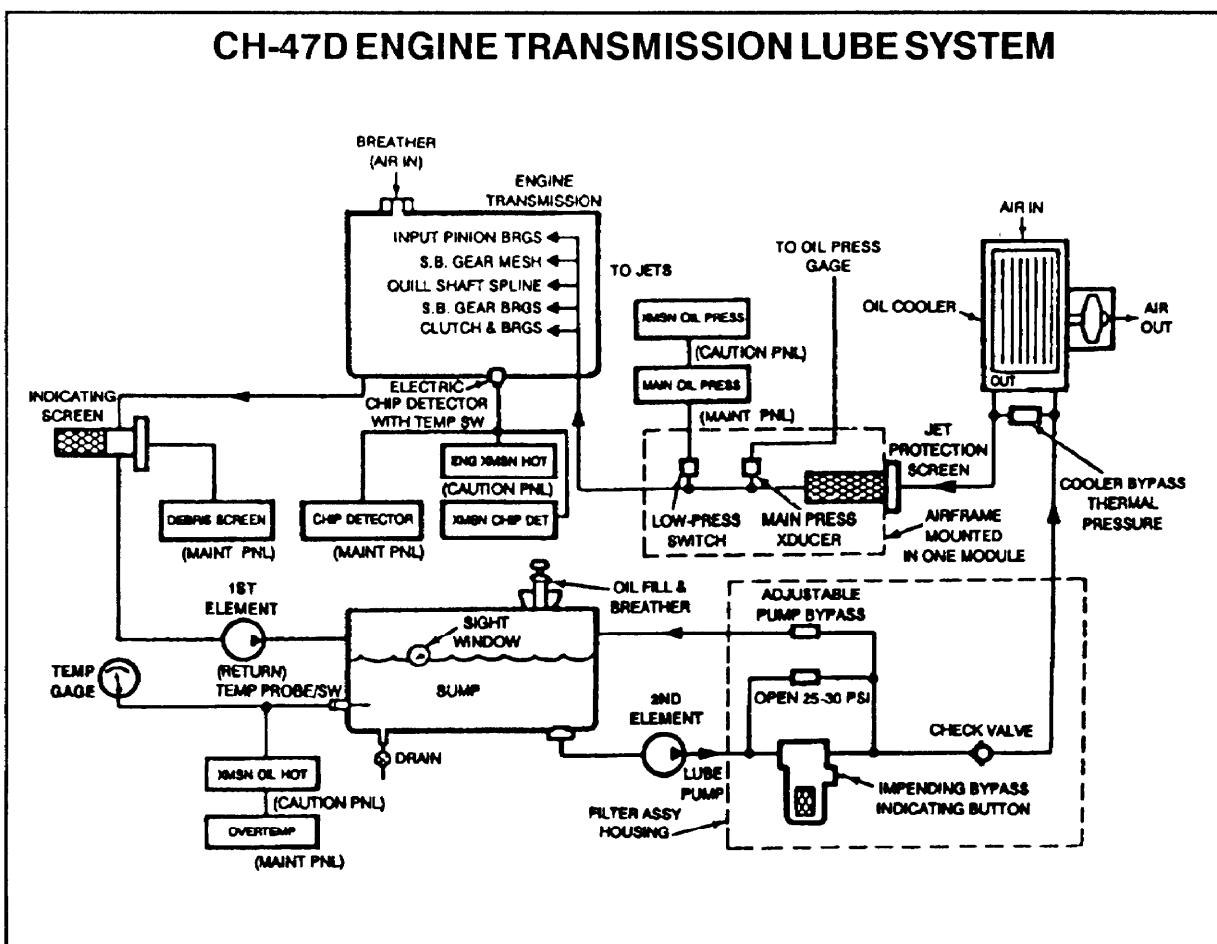 CH-47D ENGINE TRANSMISSION LUBE SYSTEM
BREATHER
(AIR IN)
ENGINE
TRANSMISSION
INPUT PINION BRGS
S.B. GEAR MESH
QUILL SHAFT SPLINE
S.B. GEAR BRGS
CLUTCH & BRGS
TO JETS
TO OIL PRESS
GAGE
AIR IN
OIL COOLER
AIR
OUT
OUT
XMSN OIL PRESS
(CAUTION PNL)
MAIN OIL PRESS
(MAINT PNL)
INDICATING
SCREEN
ELECTRIC
CHIP DETECTOR
WITH TEMP SW
JET
PROTECTION
SCREEN
COOLER BYPASS
THERMAL
PRESSURE
ENG XMSN HOT
(CAUTION PNL)
XMSN CHIP DET
DEBRIS SCREEN
(MAINT PNL)
CHIP DETECTOR
(MAINT PNL)
LOW-PRESS
SWITCH
MAIN PRESS
XDUCER
AIRFRAME
MOUNTED
IN ONE MODULE
1ST
ELEMENT
(RETURN)
OIL FILL &
BREATHER
SIGHT
WINDOW
SUMP
ADJUSTABLE
PUMP BYPASS
OPEN 25-30 PSI
TEMP
GAGE
TEMP PROBE/SW
2ND
ELEMENT
LUBE
PUMP
CHECK VALVE
DRAIN
IMPENDING BYPASS
INDICATING BUTTON
FILTER ASSY
HOUSING
XMSN OIL HOT
(CAUTION PNL)
OVERTEMP
(MAINT PNL)